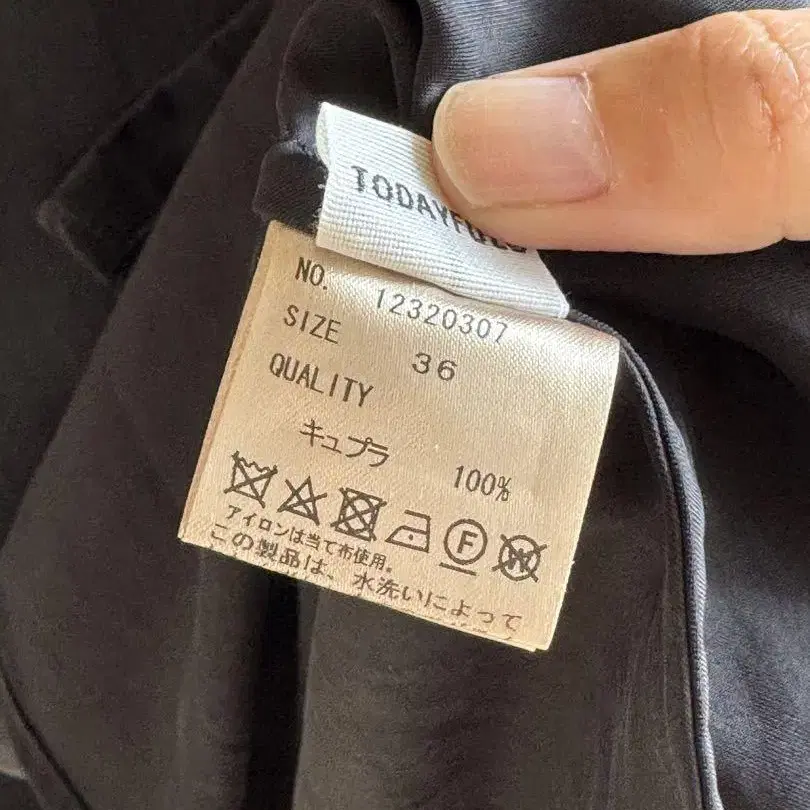 NO. 12320307
SIZE 36
QUALITY
キュプラ 100%
F
W
アイロンは当て布使用。
この製品は、水洗いによって